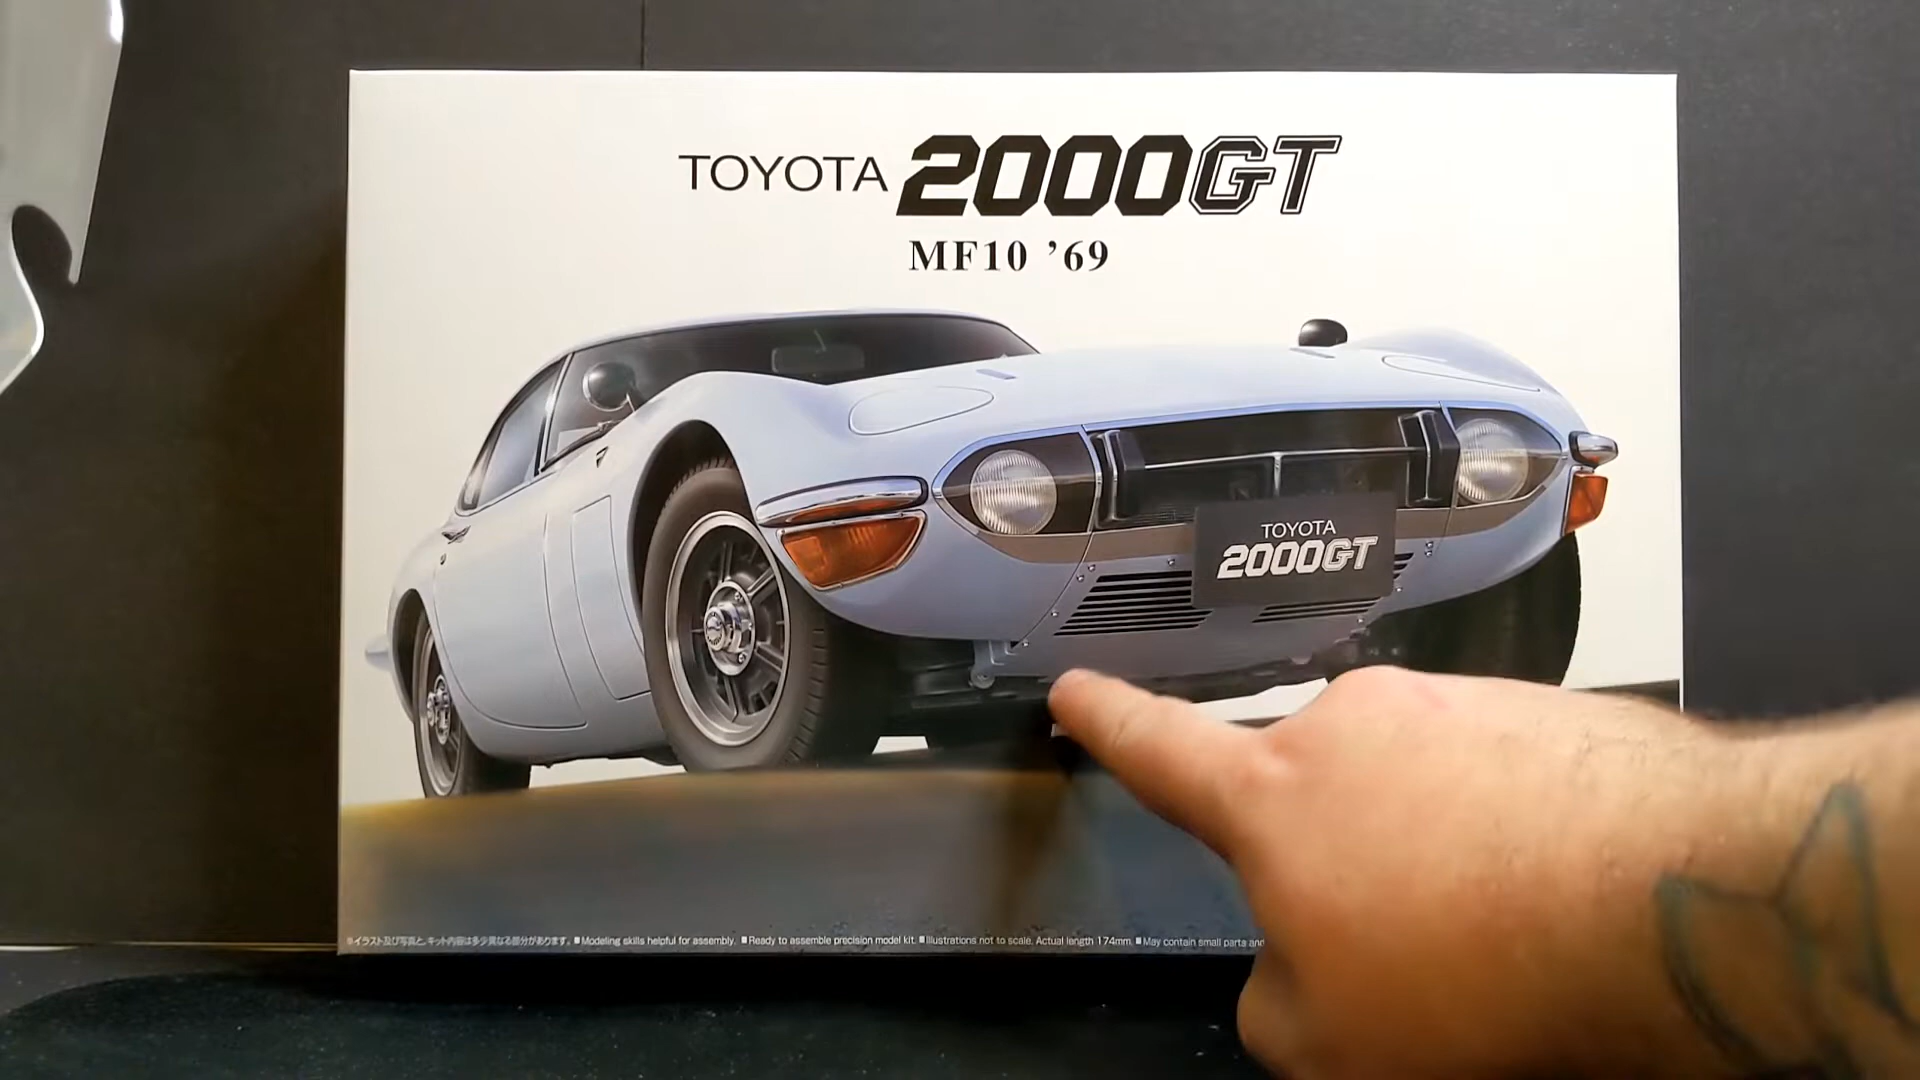 TOYOTA 2000GT
MF10 ’69
TOYOTA
2000GT
※イラスト及び写真と、キット内容は多少異なる部分があります。 ■Modeling skills helpful for assembly. ■Ready to assemble precision model kit. ■Illustrations not to scale. Actual length 174mm. ■May contain small parts and